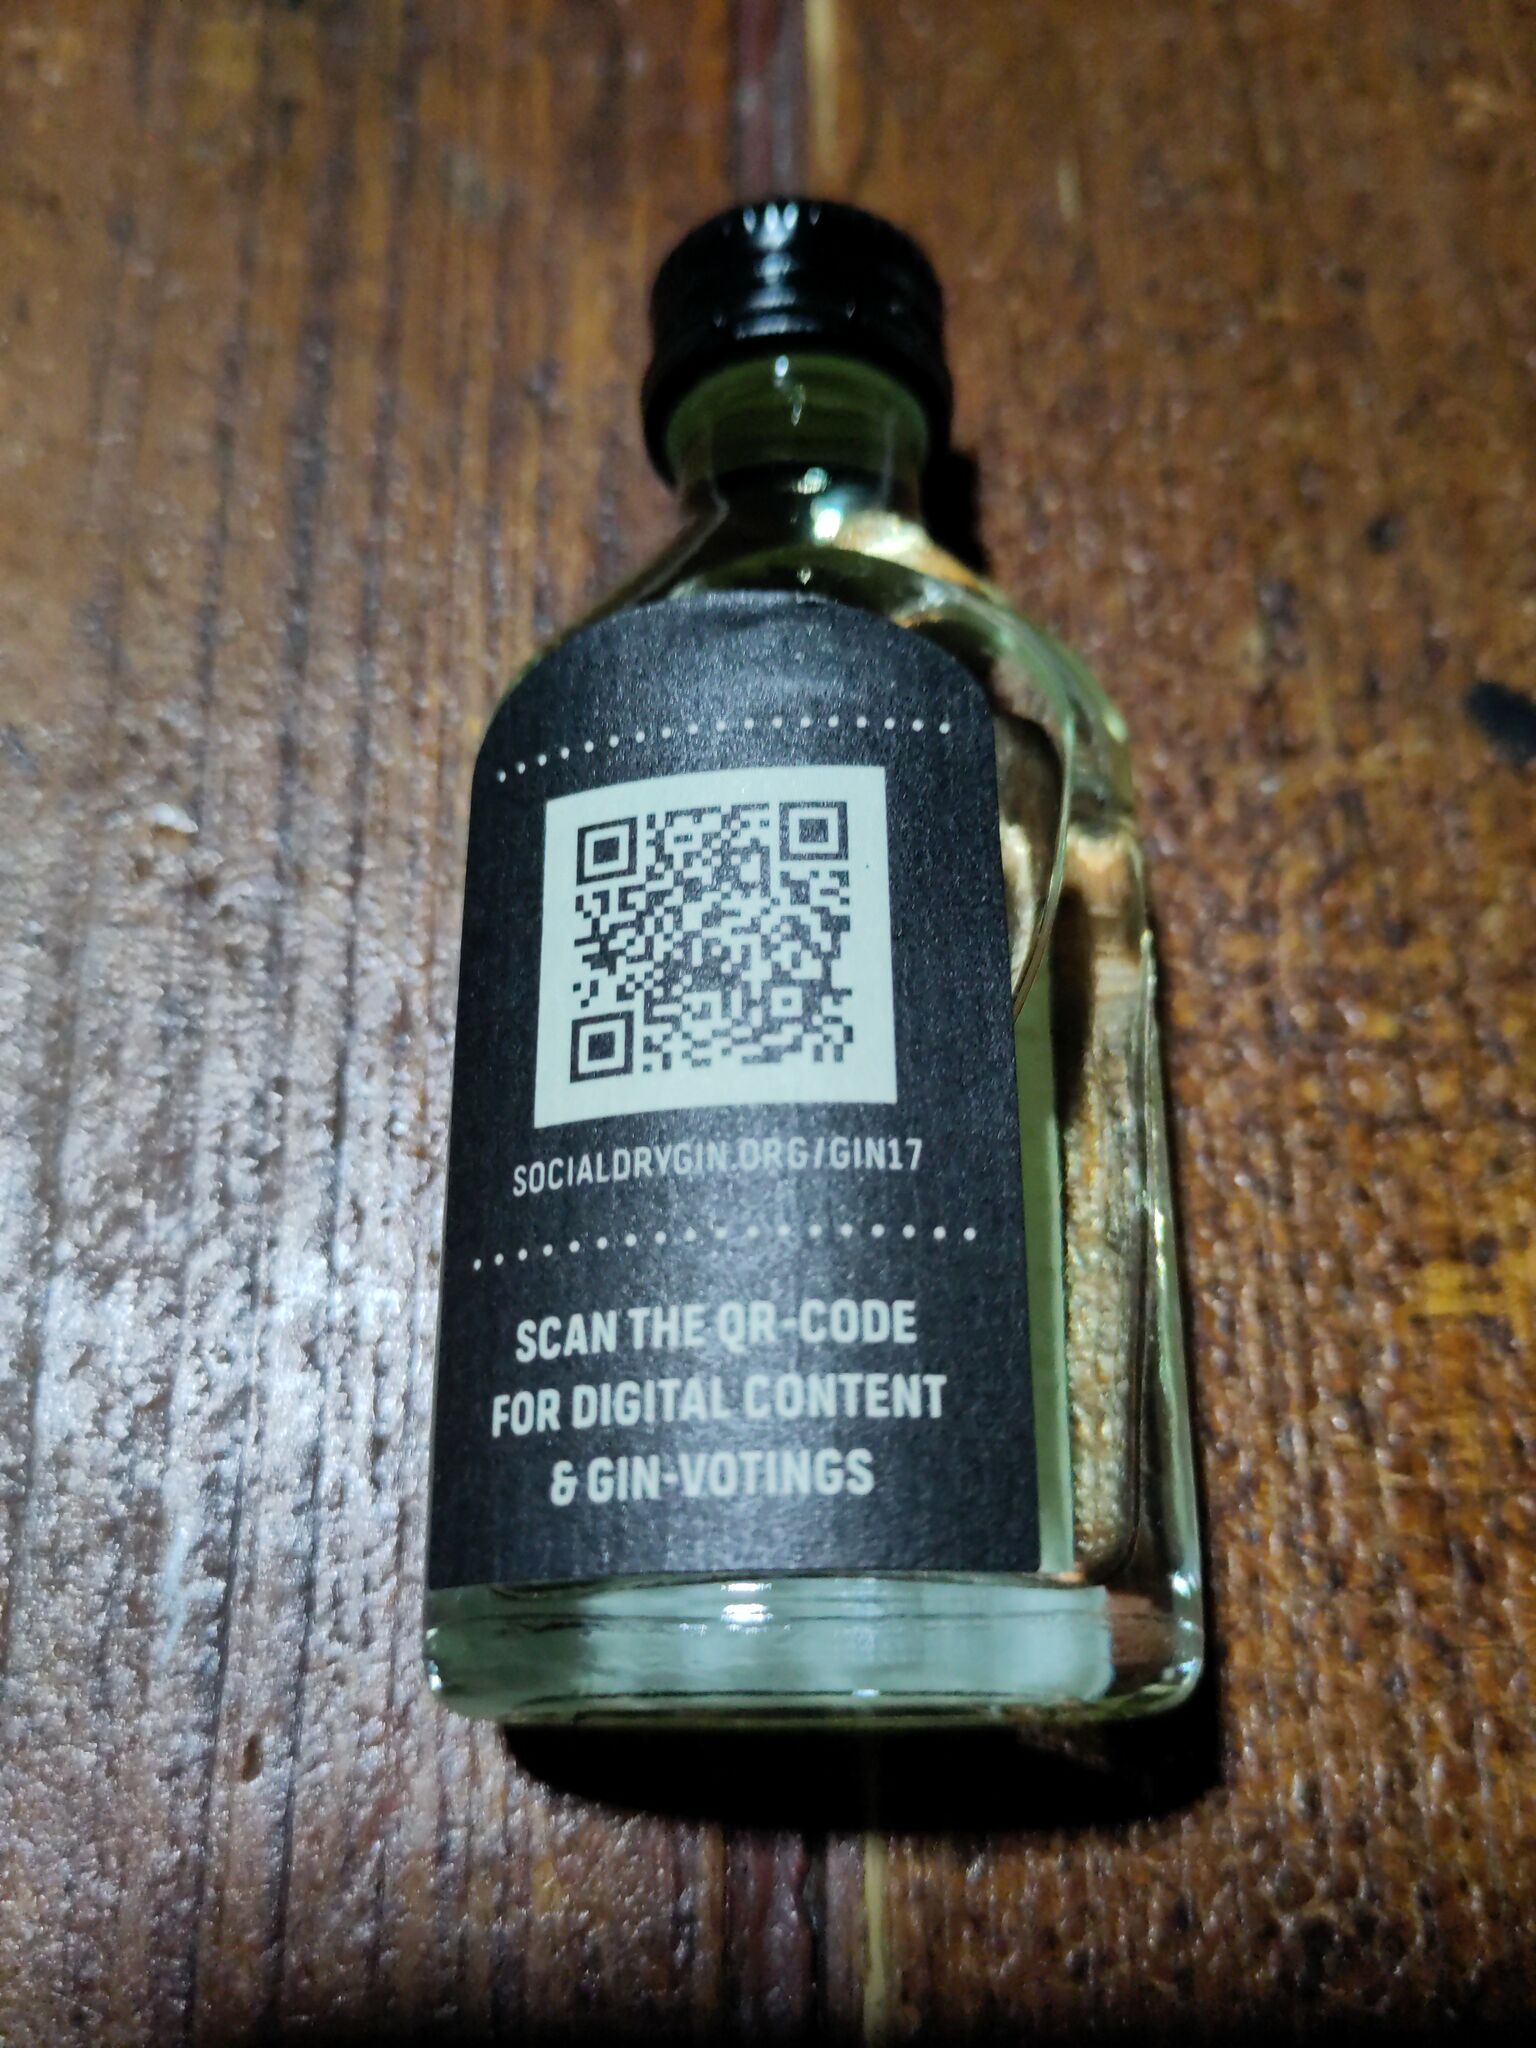 SOCIALDRYGIN.ORG/GIN17
SCAN THE QR-CODE
FOR DIGITAL CONTENT
& GIN-VOTINGS